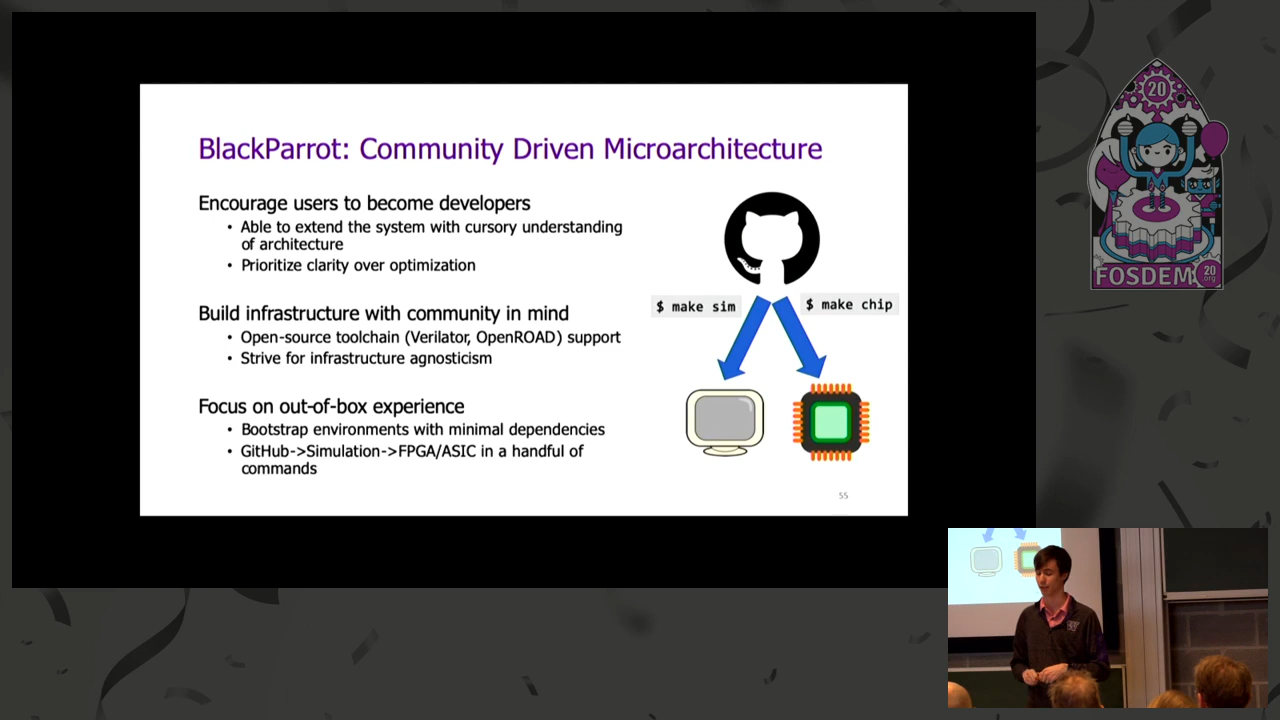 BlackParrot: Community Driven Microarchitecture
Encourage users to become developers
• Able to extend the system with cursory understanding
of architecture
• Prioritize clarity over optimization
Build infrastructure with community in mind
• Open-source toolchain (Verilator, OpenROAD) support
• Strive for infrastructure agnosticism
Focus on out-of-box experience
• Bootstrap environments with minimal dependencies
• GitHub->Simulation->FPGA/ASIC in a handful of
commands
$ make sim
$ make chip
55
20
FOSDEM
20
.org
W